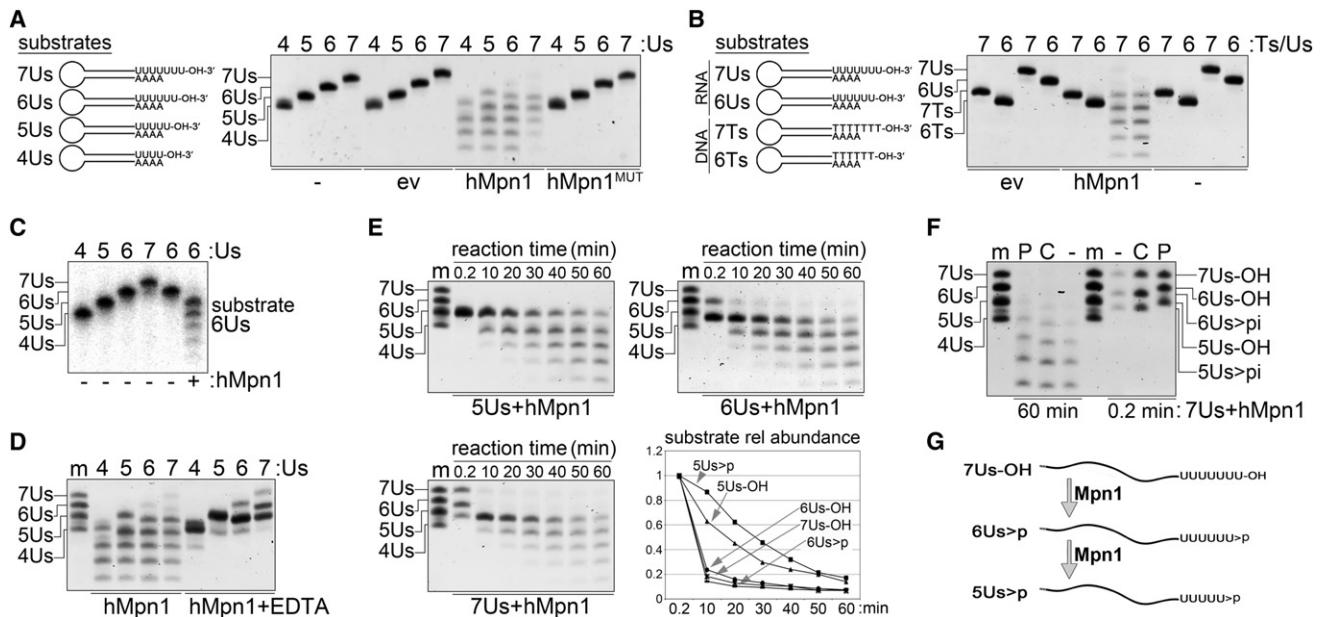 A
substrates
7Us UUUUUUU-OH-3′
AAAA
6Us UUUUUU-OH-3′
AAAA
5Us UUUUU-OH-3′
AAAA
4Us UUUU-OH-3′
AAAA
4 5 6 7 4 5 6 7 4 5 6 7 4 5 6 7 :Us
7Us
6Us
5Us
4Us
- ev hMpn1 hMpn1MUT
B
substrates
RNA
7Us UUUUUUU-OH-3′
AAAA
6Us UUUUUU-OH-3′
AAAA
DNA
7Ts TTTTTTT-OH-3′
AAAA
6Ts TTTTTT-OH-3′
AAAA
7 6 7 6 7 6 7 6 7 6 7 6 :Ts/Us
7Us
6Us
7Ts
6Ts
ev hMpn1 -
C
4 5 6 7 6 6 :Us
7Us
6Us
5Us
4Us
substrate
6Us
- - - - - + :hMpn1
D
m 4 5 6 7 4 5 6 7 :Us
7Us
6Us
5Us
4Us
hMpn1 hMpn1+EDTA
E
reaction time (min)
m 0.2 10 20 30 40 50 60
7Us
6Us
5Us
4Us
5Us+hMpn1
reaction time (min)
m 0.2 10 20 30 40 50 60
7Us
6Us
5Us
4Us
6Us+hMpn1
reaction time (min)
m 0.2 10 20 30 40 50 60
7Us
6Us
5Us
4Us
7Us+hMpn1
substrate rel abundance
1.2
1
0.8
0.6
0.4
0.2
0
5Us>p
5Us-OH
6Us-OH
7Us-OH
6Us>p
0.2 10 20 30 40 50 60 :min
F
m P C - m - C P
7Us
6Us
5Us
4Us
7Us-OH
6Us-OH
6Us>pi
5Us-OH
5Us>pi
60 min 0.2 min: 7Us+hMpn1
G
7Us-OH UUUUUUU-OH
Mpn1
6Us>p UUUUUU>p
Mpn1
5Us>p UUUUU>p